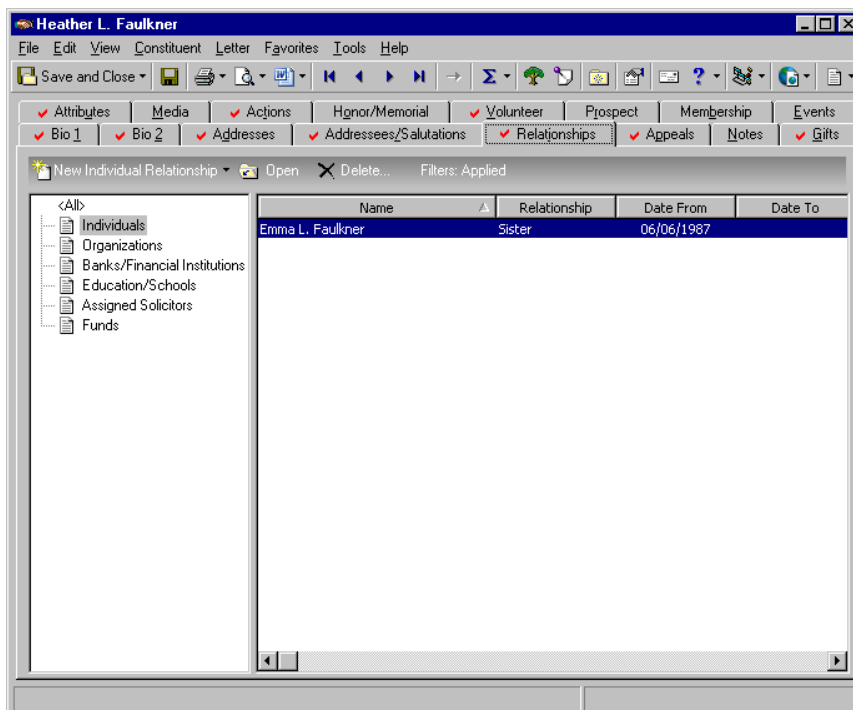 Heather L. Faulkner
File Edit View Constituent Letter Favorites Tools Help
Save and Close
Attributes Media Actions Honor/Memorial Volunteer Prospect Membership Events
Bio 1 Bio 2 Addresses Addressees/Salutations Relationships Appeals Notes Gifts
New Individual Relationship Open Delete... Filters: Applied
<All>
Individuals
Organizations
Banks/Financial Institutions
Education/Schools
Assigned Solicitors
Funds
Name Relationship Date From Date To
Emma L. Faulkner Sister 06/06/1987